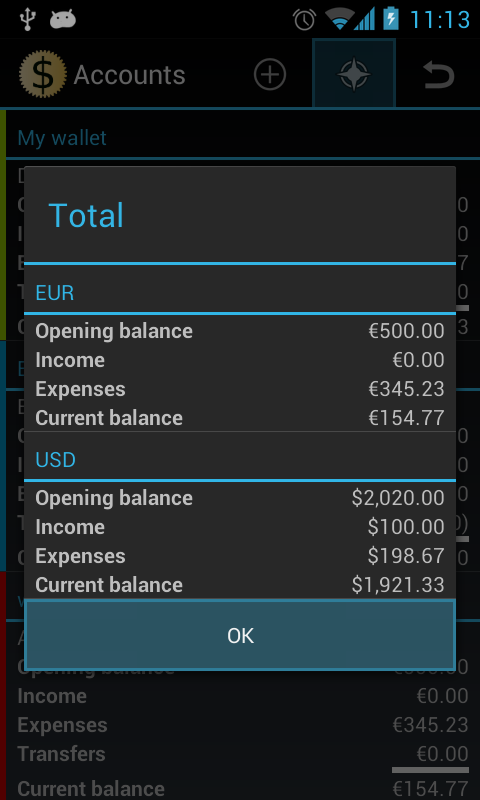 11:13
Accounts
My wallet
Total
EUR
Opening balance €500.00
Income €0.00
Expenses €345.23
Current balance €154.77
USD
Opening balance $2,020.00
Income $100.00
Expenses $198.67
Current balance $1,921.33
OK
Income €0.00
Expenses €345.23
Transfers €0.00
Current balance €154.77